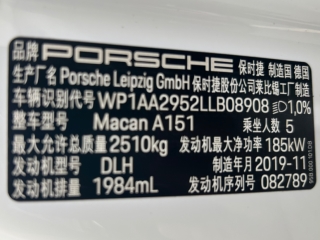 品牌 PORSCHE 保时捷 制造国 德国
生产厂名 Porsche Leipzig GmbH 保时捷股份公司莱比锡工厂制造
车辆识别代号 WP1AA2952LLB08908 1,0%
整车型号 Macan A151 乘坐人数 5
最大允许总质量 2510kg 发动机最大净功率 185kW
发动机型号 DLH 制造年月 2019-11
发动机排量 1984mL 发动机序列号 082789